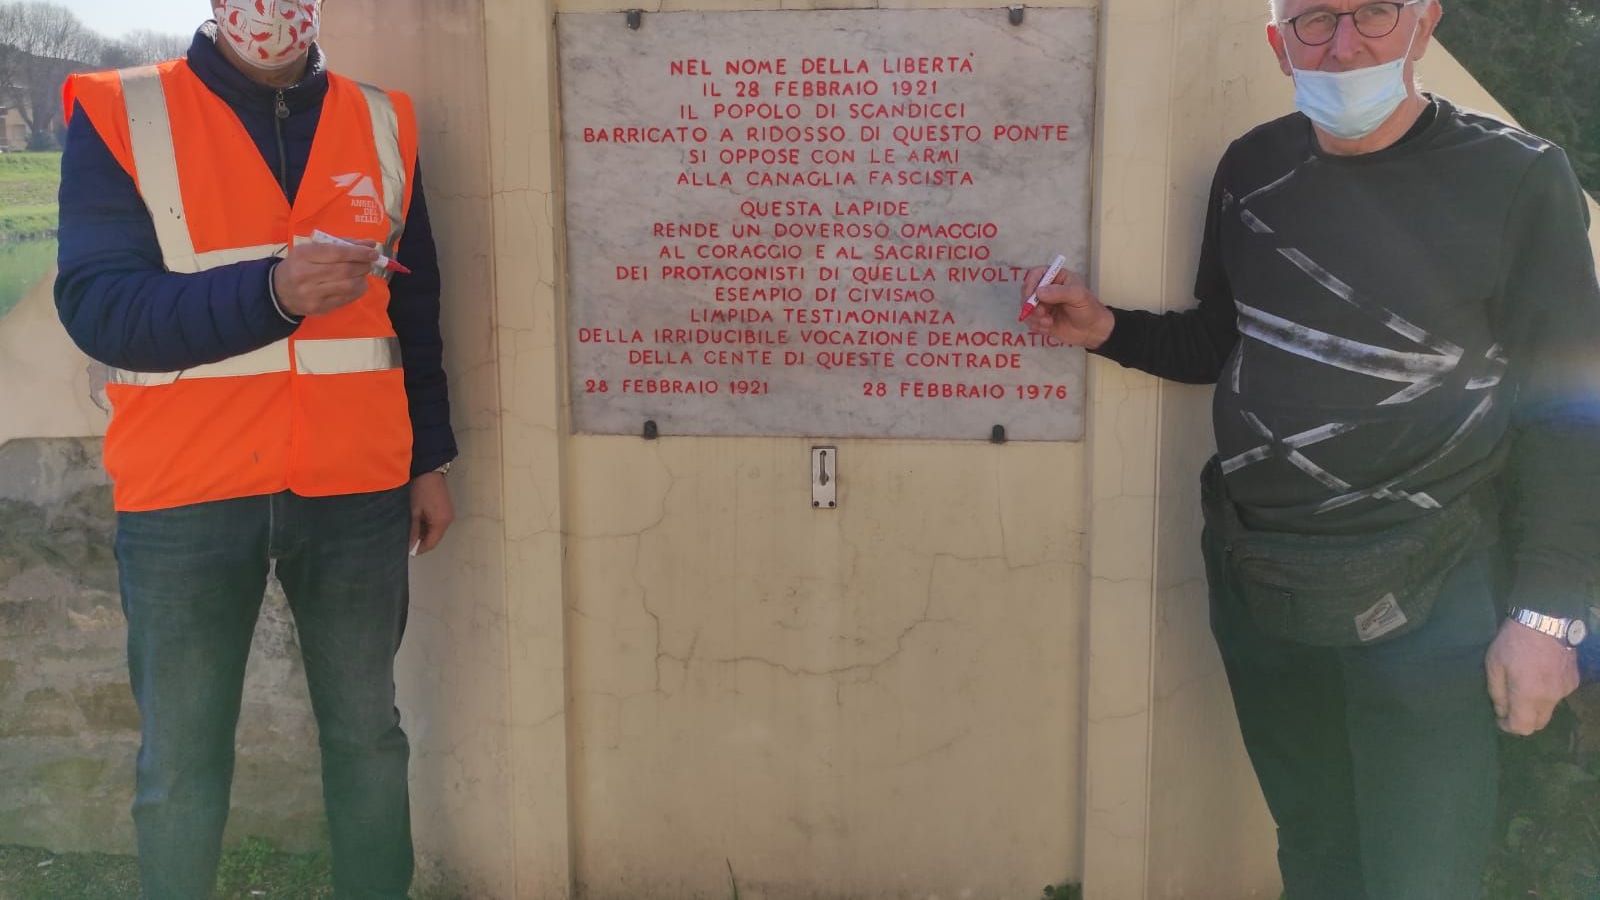 NEL NOME DELLA LIBERTA'
IL 28 FEBBRAIO 1921
IL POPOLO DI SCANDICCI
BARRICATO A RIDOSSO DI QUESTO PONTE
SI OPPOSE CON LE ARMI
ALLA CANAGLIA FASCISTA
QUESTA LAPIDE
RENDE UN DOVEROSO OMAGGIO
AL CORAGGIO E AL SACRIFICIO
DEI PROTAGONISTI DI QUELLA RIVOLTA
ESEMPIO DI CIVISMO
LIMPIDA TESTIMONIANZA
DELLA IRRIDUCIBILE VOCAZIONE DEMOCRATICA
DELLA GENTE DI QUESTE CONTRADE
28 FEBBRAIO 1921 28 FEBBRAIO 1976
ANGELI
DEL
BELLO